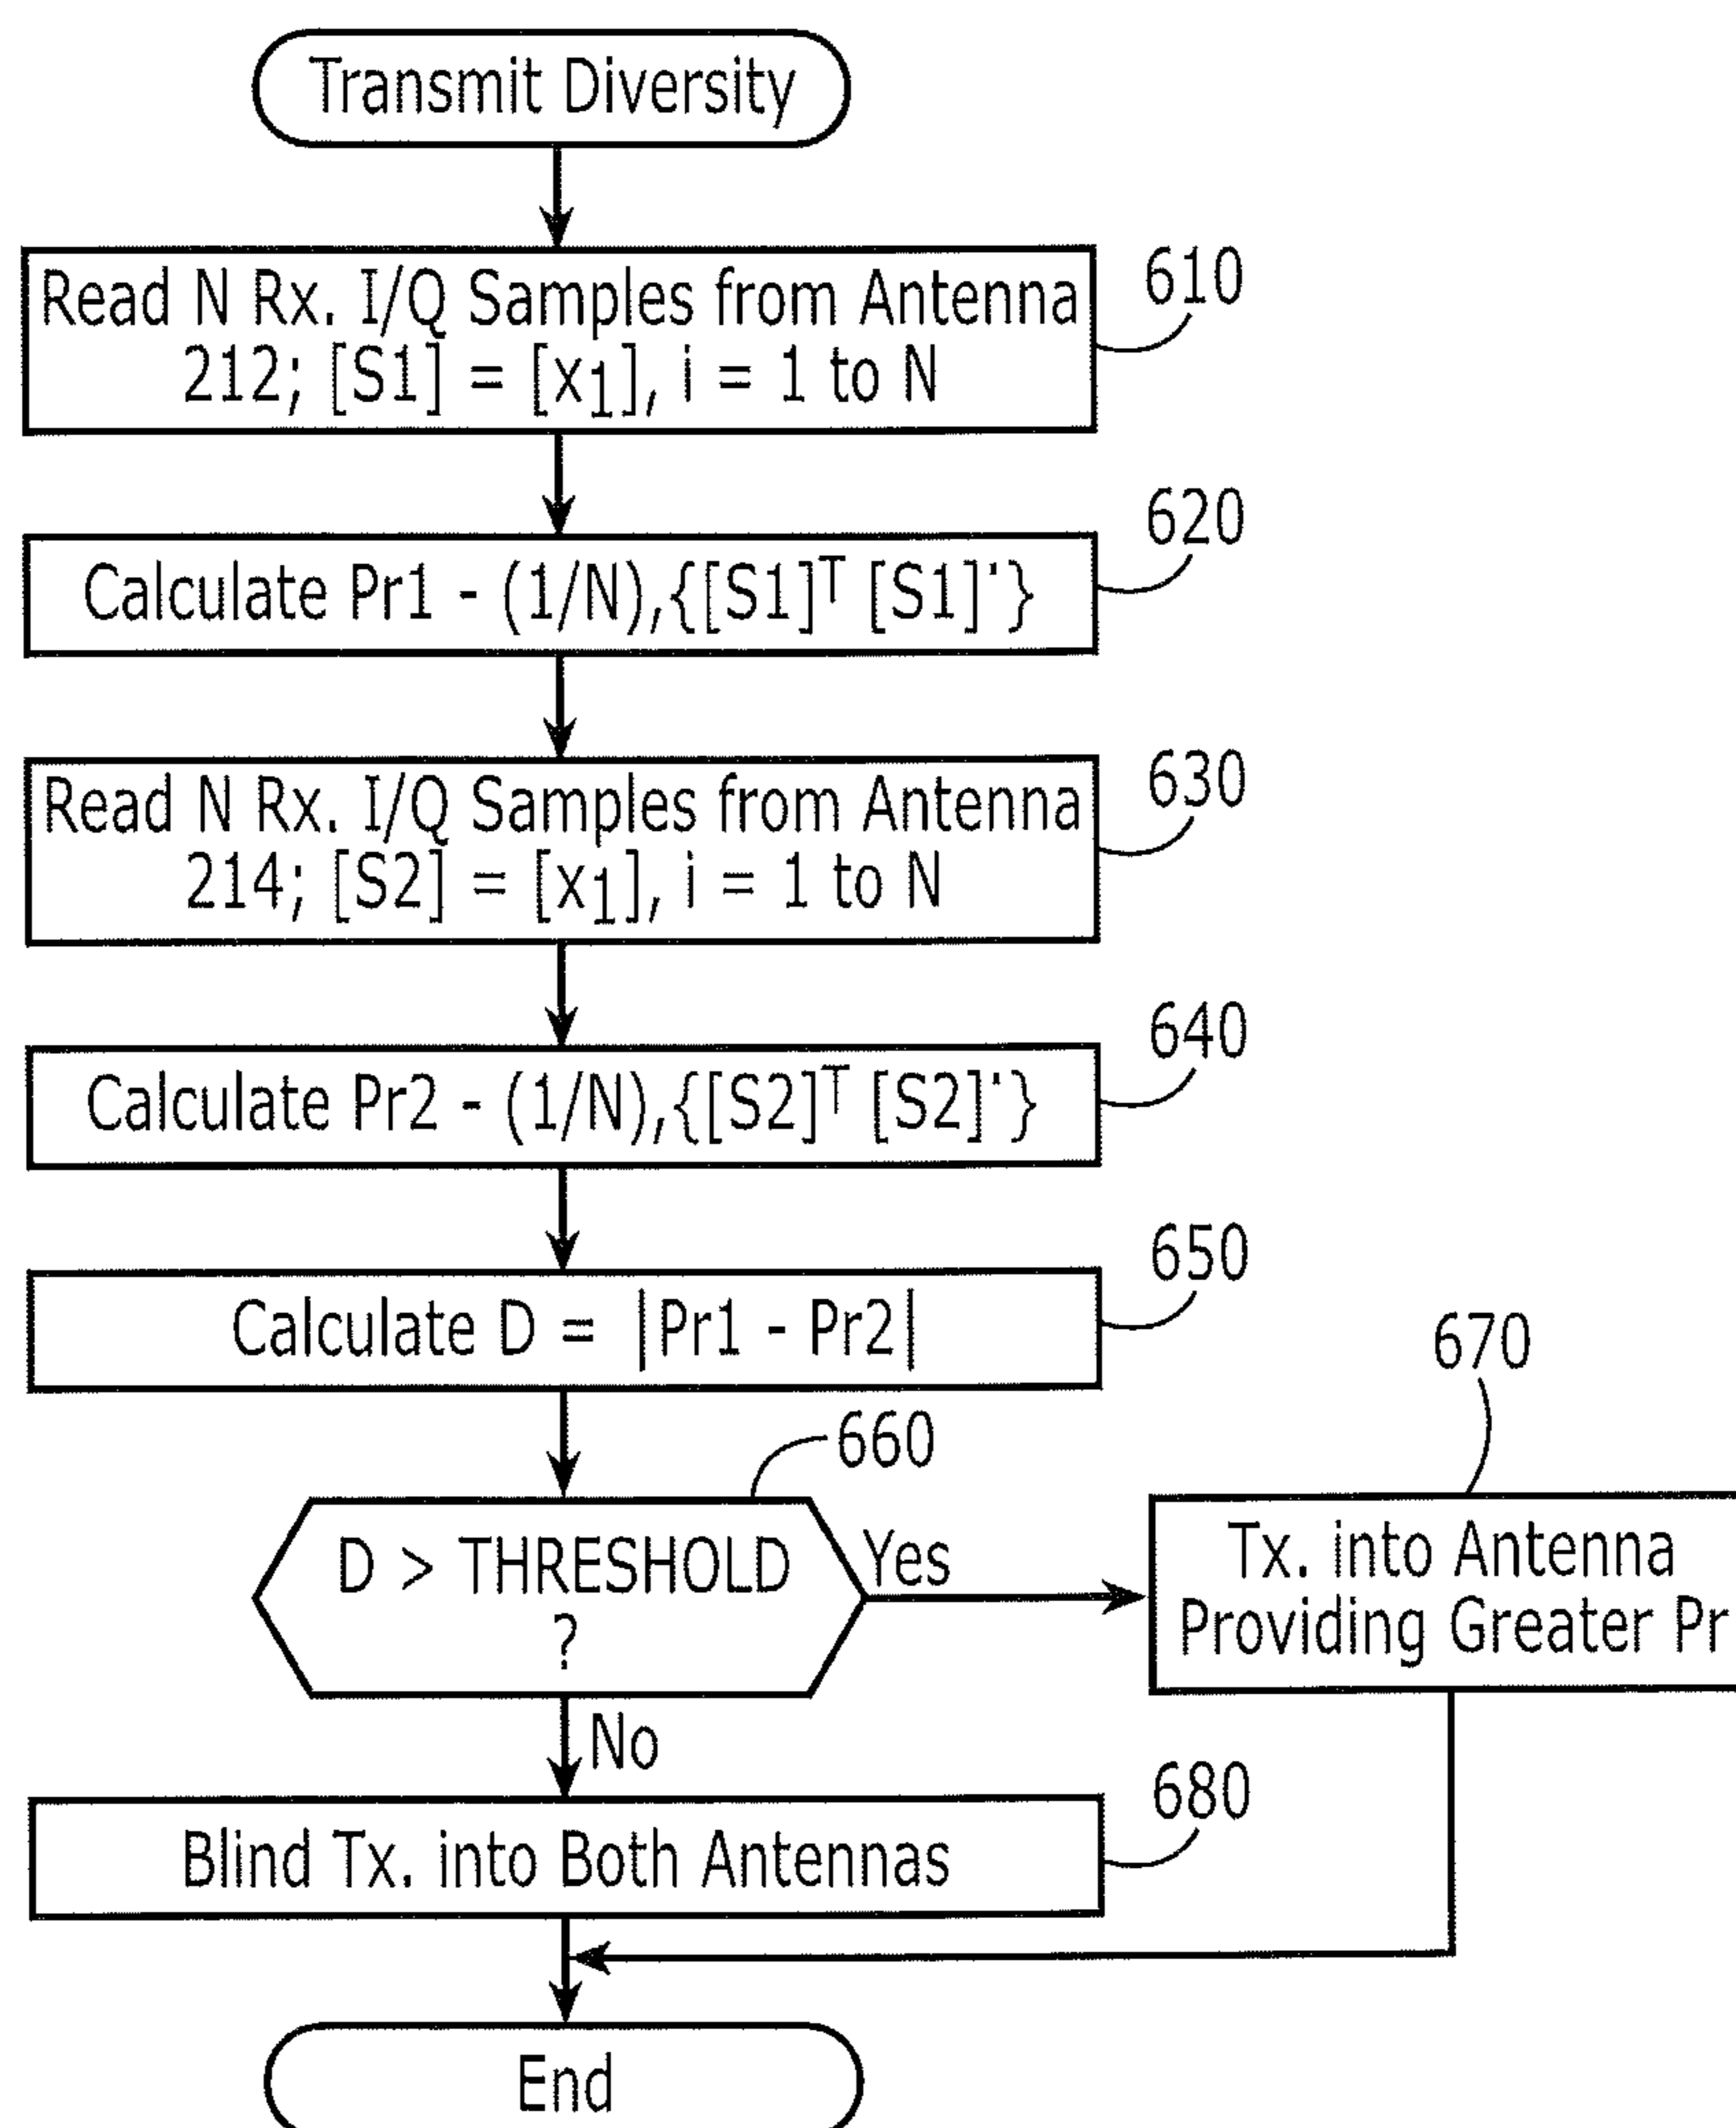 Transmit Diversity
Read N Rx. I/Q Samples from Antenna
212; [S1] = [x1], i = 1 to N
610
Calculate Pr1 - (1/N),{[S1]T [S1]'}
620
Read N Rx. I/Q Samples from Antenna
214; [S2] = [x1], i = 1 to N
630
Calculate Pr2 - (1/N),{[S2]T [S2]'}
640
Calculate D = |Pr1 - Pr2|
650
660
D > THRESHOLD
?
Yes
670
Tx. into Antenna
Providing Greater Pr
No
Blind Tx. into Both Antennas
680
End